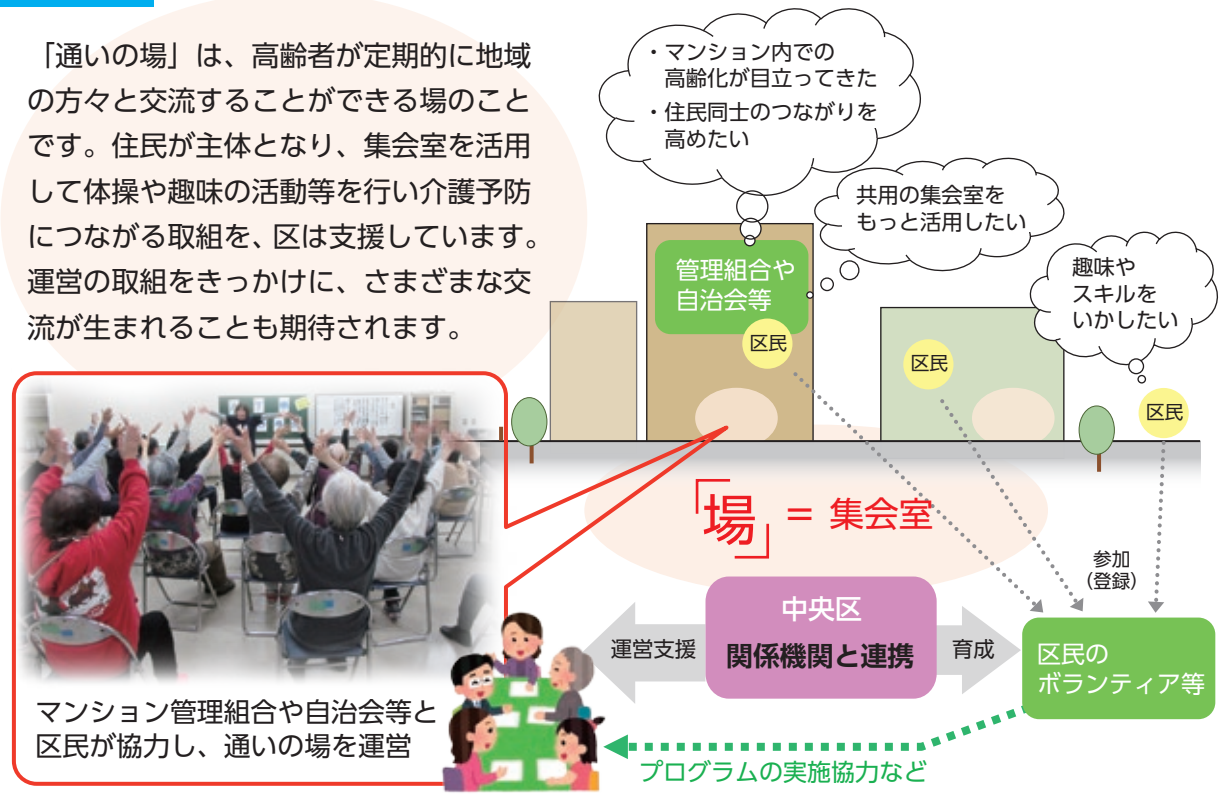 「通いの場」は、高齢者が定期的に地域
の方々と交流することができる場のこと
です。住民が主体となり、集会室を活用
して体操や趣味の活動等を行い介護予防
につながる取組を、区は支援しています。
運営の取組をきっかけに、さまざまな交
流が生まれることも期待されます。
・マンション内での
高齢化が目立ってきた
・住民同士のつながりを
高めたい
共用の集会室を
もっと活用したい
趣味や
スキルを
いかしたい
管理組合や
自治会等
区民
区民
区民
「場」= 集会室
参加
(登録)
中央区
関係機関と連携
運営支援
育成
区民の
ボランティア等
マンション管理組合や自治会等と
区民が協力し、通いの場を運営
プログラムの実施協力など